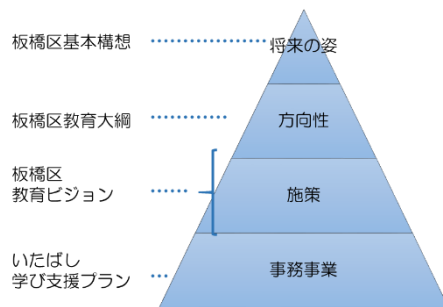 板橋区基本構想
将来の姿
板橋区教育大綱
方向性
板橋区
教育ビジョン
施策
いたばし
学び支援プラン
事務事業